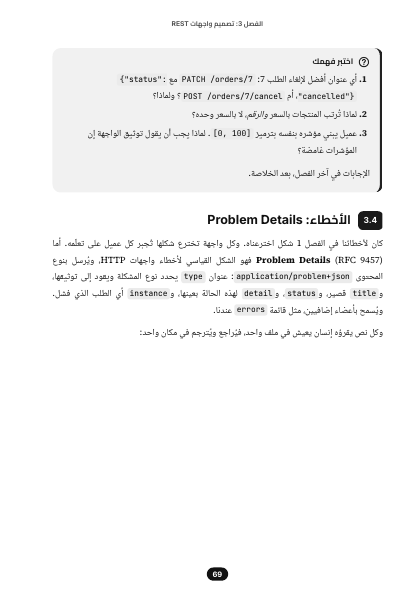 الفصل 3: تصميم واجهات REST
اختبر فهمك
1. أي عنوان أفضل لإلغاء الطلب 7: PATCH /orders/7 مع {"status":
"cancelled"}، أم POST /orders/7/cancel؟ ولماذا؟
2. لماذا تُرتب المنتجات بالسعر والرقم، لا بالسعر وحده؟
3. عميل يبني مؤشره بنفسه بترميز [0, 100]. لماذا يجب أن يقول توثيق الواجهة إن
المؤشرات غامضة؟
الإجابات في آخر الفصل، بعد الخلاصة.
3.4 الأخطاء: Problem Details
كان لأخطائنا في الفصل 1 شكل اخترعناه. وكل واجهة تخترع شكلها تُجبر كل عميل على تعلّمه. أما
Problem Details (RFC 9457) فهو الشكل القياسي لأخطاء واجهات HTTP، ويُرسل بنوع
المحتوى application/problem+json: عنوان type يحدد نوع المشكلة ويقود إلى توثيقها،
و title قصير، و status، و detail لهذه الحالة بعينها، و instance أي الطلب الذي فشل.
ويُسمح بأعضاء إضافيين، مثل قائمة errors عندنا.
وكل نص يقرؤه إنسان يعيش في ملف واحد، فيُراجع ويُترجم في مكان واحد:
69